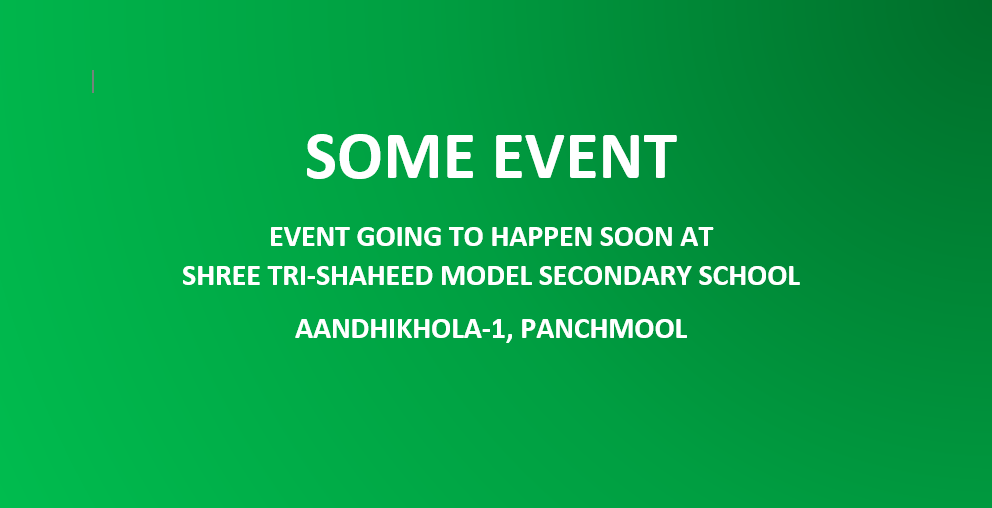 SOME EVENT
EVENT GOING TO HAPPEN SOON AT
SHREE TRI-SHAHEED MODEL SECONDARY SCHOOL
AANDHIKHOLA-1, PANCHMOOL